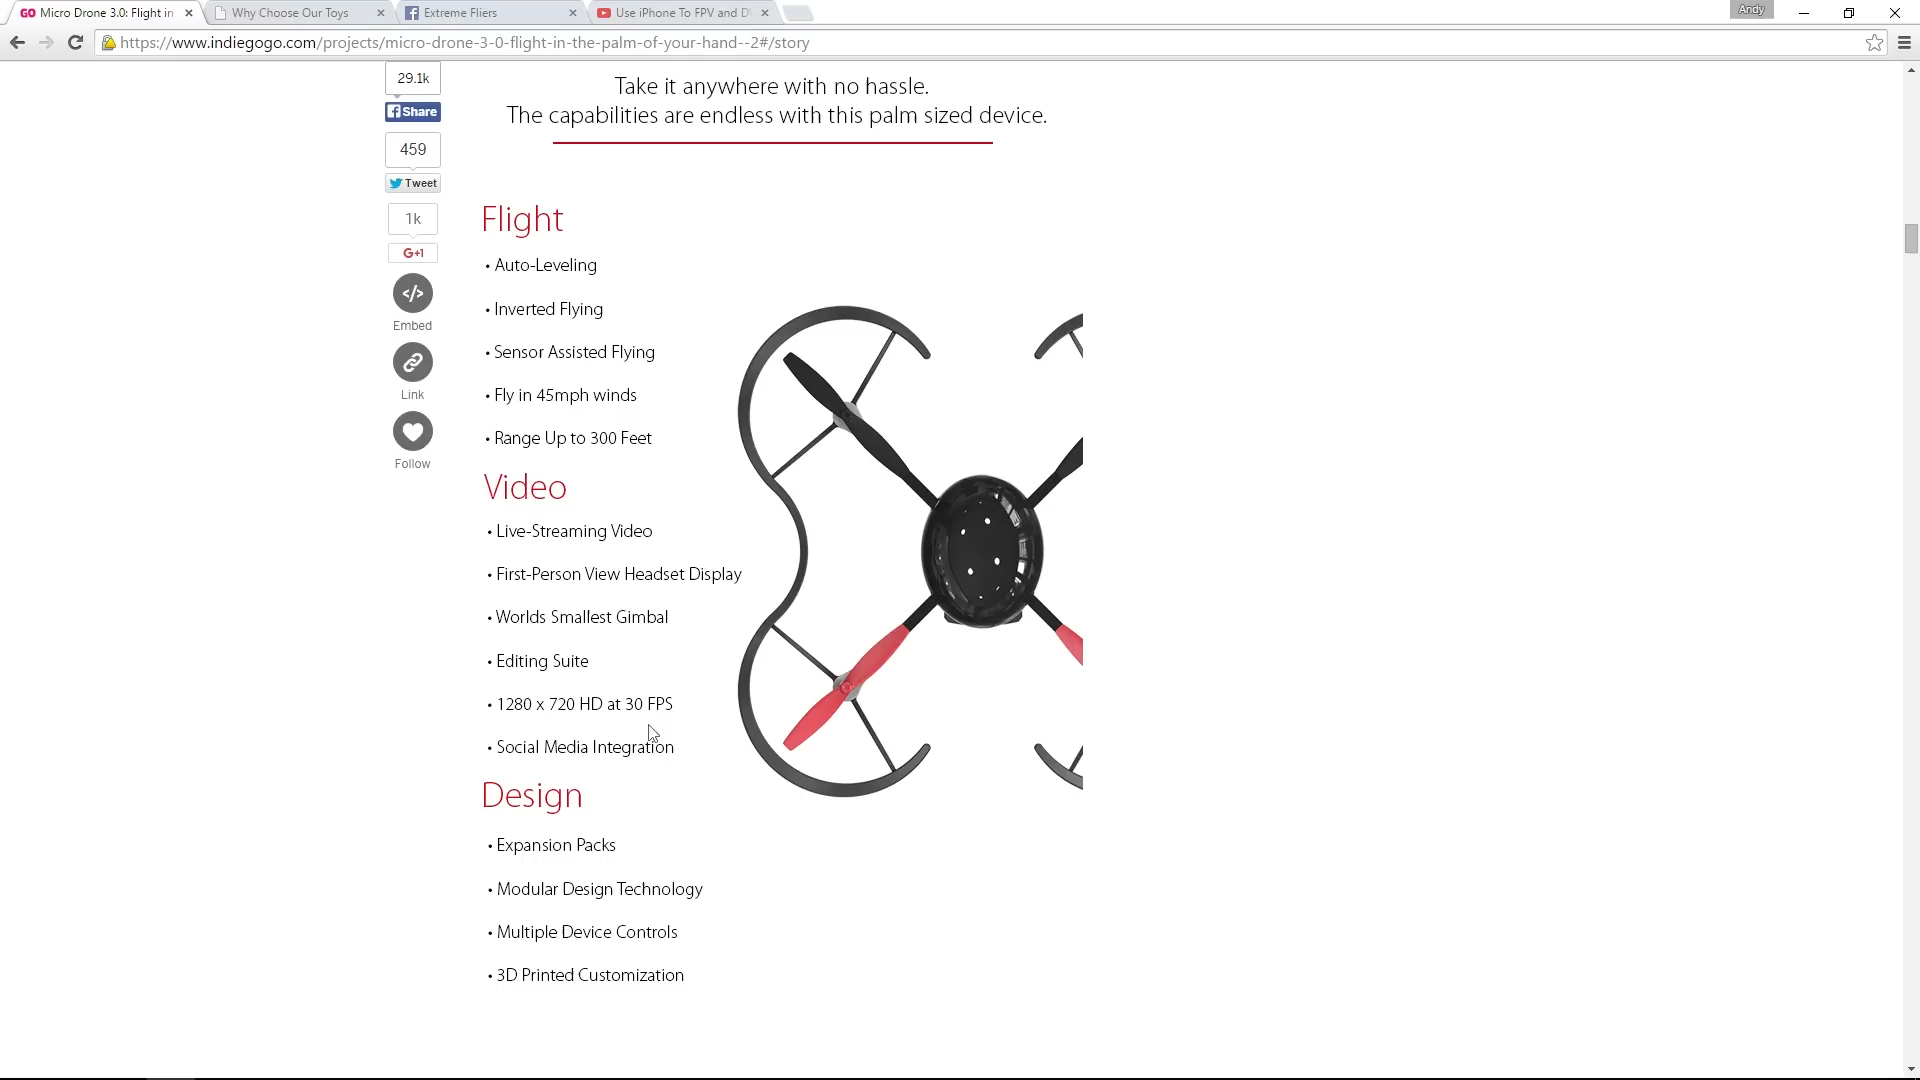 GO Micro Drone 3.0: Flight in
Why Choose Our Toys
Extreme Fliers
Use iPhone To FPV and D
Andy
https://www.indiegogo.com/projects/micro-drone-3-0-flight-in-the-palm-of-your-hand--2#/story
29.1k
Share
459
Tweet
1k
G+1
</>
Embed
Link
Follow
Take it anywhere with no hassle.
The capabilities are endless with this palm sized device.
Flight
• Auto-Leveling
• Inverted Flying
• Sensor Assisted Flying
• Fly in 45mph winds
• Range Up to 300 Feet
Video
• Live-Streaming Video
• First-Person View Headset Display
• Worlds Smallest Gimbal
• Editing Suite
• 1280 x 720 HD at 30 FPS
• Social Media Integration
Design
• Expansion Packs
• Modular Design Technology
• Multiple Device Controls
• 3D Printed Customization